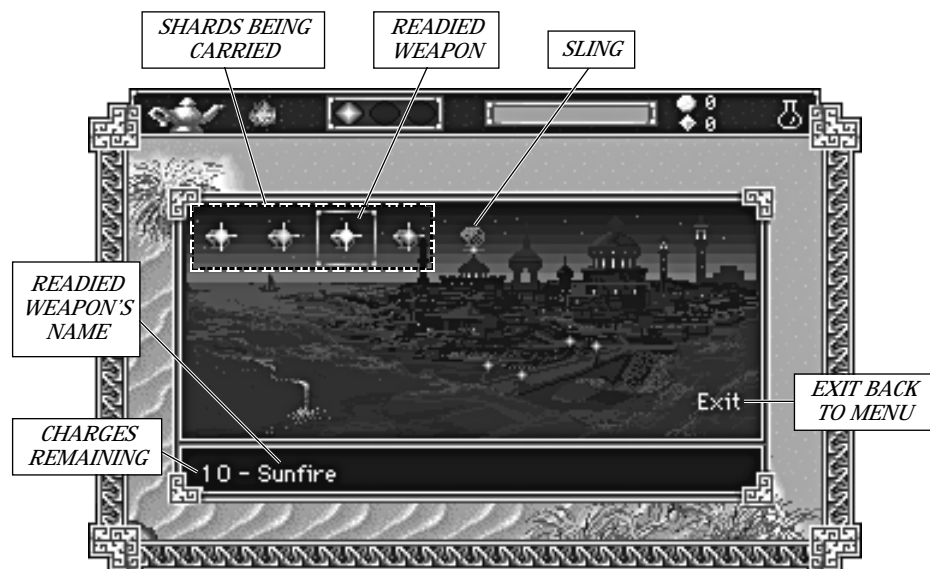 SHARDS BEING
CARRIED
READIED
WEAPON
SLING
0
0
READIED
WEAPON'S
NAME
Exit
EXIT BACK
TO MENU
CHARGES
REMAINING
10 - Sunfire